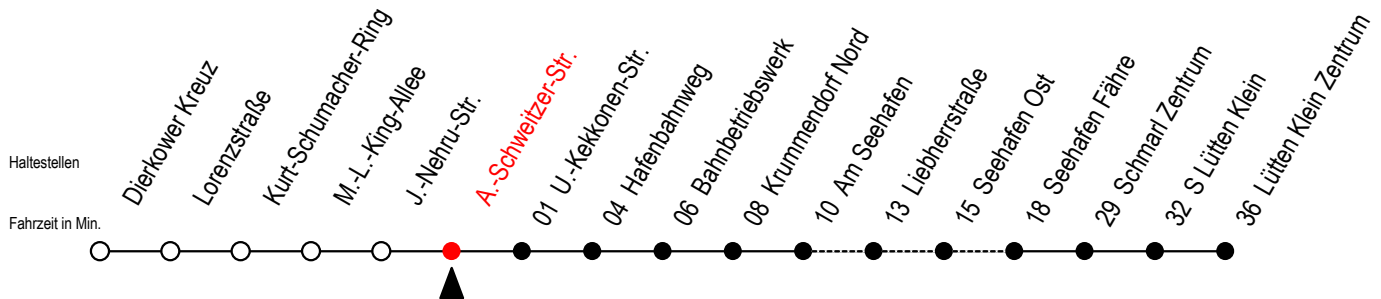 Haltestellen
Fahrzeit in Min.
Dierkower Kreuz
Lorenzstraße
Kurt-Schumacher-Ring
M.-L.-King-Allee
J.-Nehru-Str.
A.-Schweitzer-Str.
01 U.-Kekkonen-Str.
04 Hafenbahnweg
06 Bahnbetriebswerk
08 Krummendorf Nord
10 Am Seehafen
13 Liebherrstraße
15 Seehafen Ost
18 Seehafen Fähre
29 Schmarl Zentrum
32 S Lütten Klein
36 Lütten Klein Zentrum